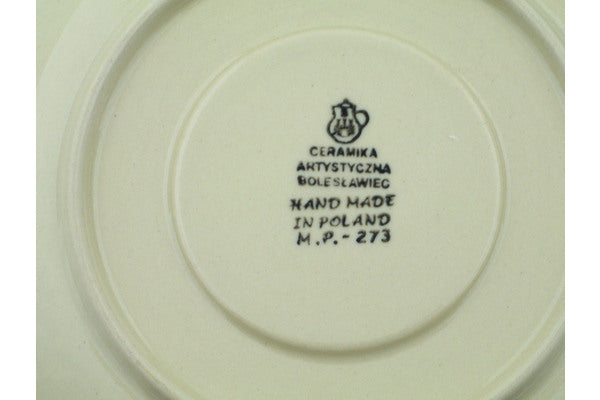 CERAMIKA
ARTYSTYCZNA
BOLESŁAWIEC
HAND MADE
IN POLAND
M.P.-273